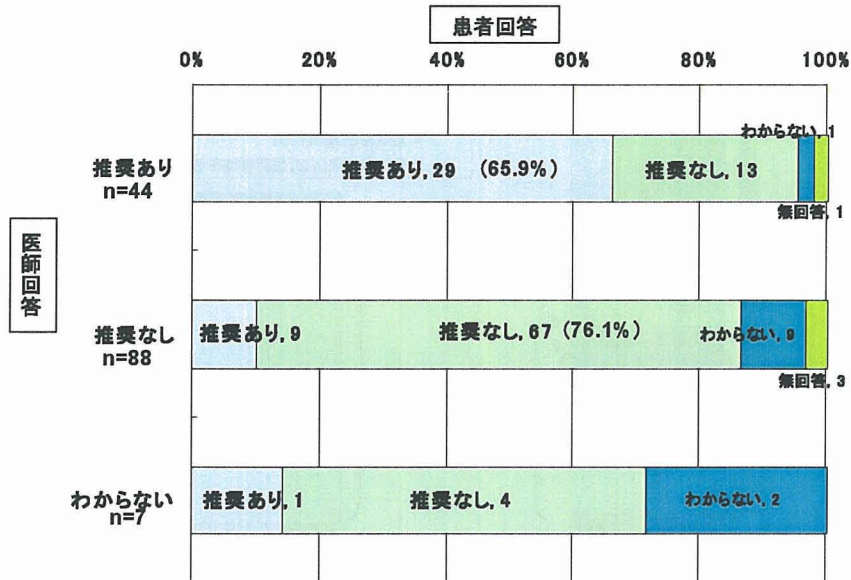 患者回答
0% 20% 40% 60% 80% 100%
医師回答
推奨あり
n=44
推奨あり, 29 (65.9%)
推奨なし, 13
わからない, 1
無回答, 1
推奨なし
n=88
推奨あり, 9
推奨なし, 67 (76.1%)
わからない, 9
無回答, 3
わからない
n=7
推奨あり, 1
推奨なし, 4
わからない, 2